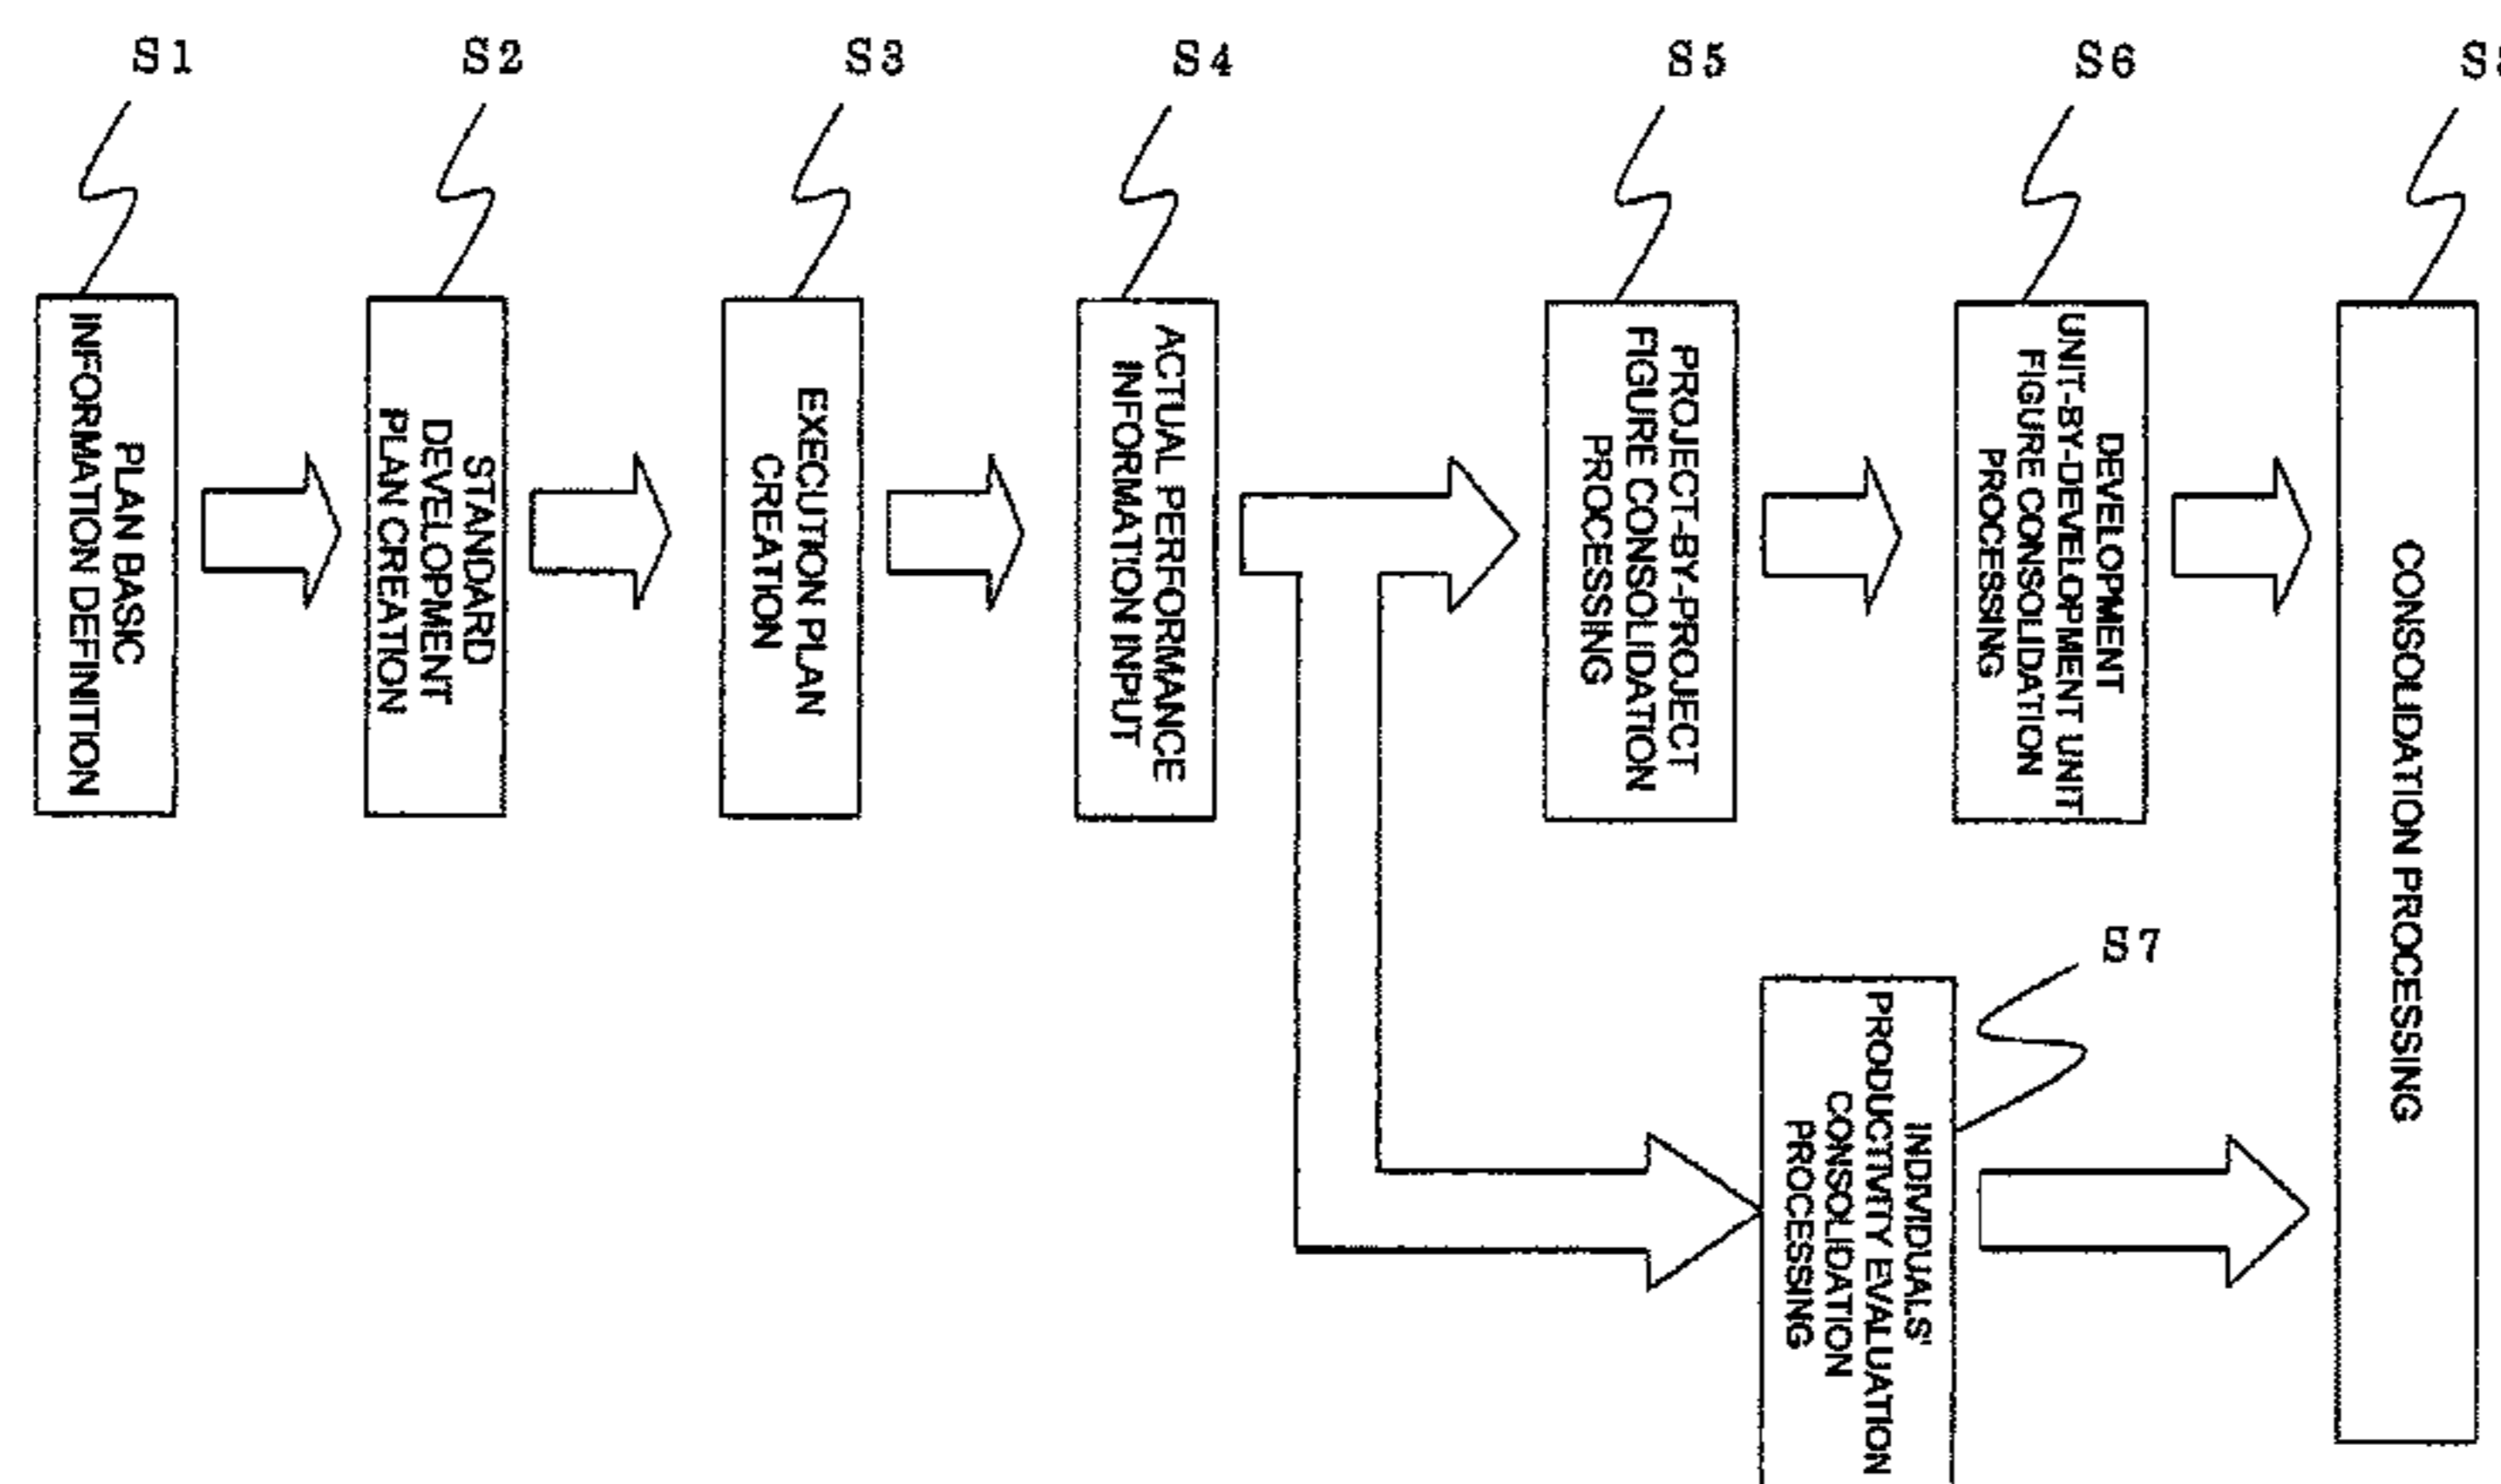 S1
S2
S3
S4
S5
S6
PLAN BASIC
INFORMATION DEFINITION
STANDARD
DEVELOPMENT
PLAN CREATION
EXECUTION PLAN
CREATION
ACTUAL PERFORMANCE
INFORMATION INPUT
PROJECT-BY-PROJECT
FIGURE CONSOLIDATION
PROCESSING
DEVELOPMENT
UNIT-BY-DEVELOPMENT UNIT
FIGURE CONSOLIDATION
PROCESSING
CONSOLIDATION PROCESSING
S7
INDIVIDUALS'
PRODUCTIVITY EVALUATION
CONSOLIDATION
PROCESSING